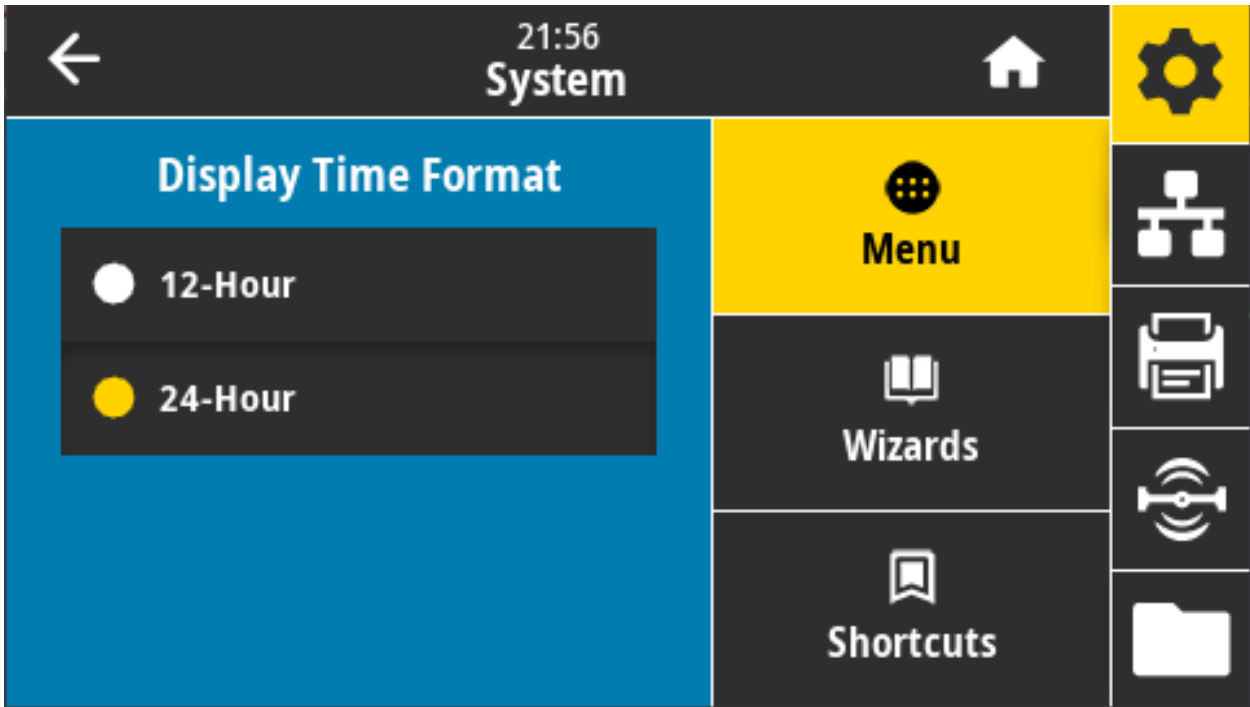 21:56
System
Display Time Format
12-Hour
24-Hour
Menu
Wizards
Shortcuts